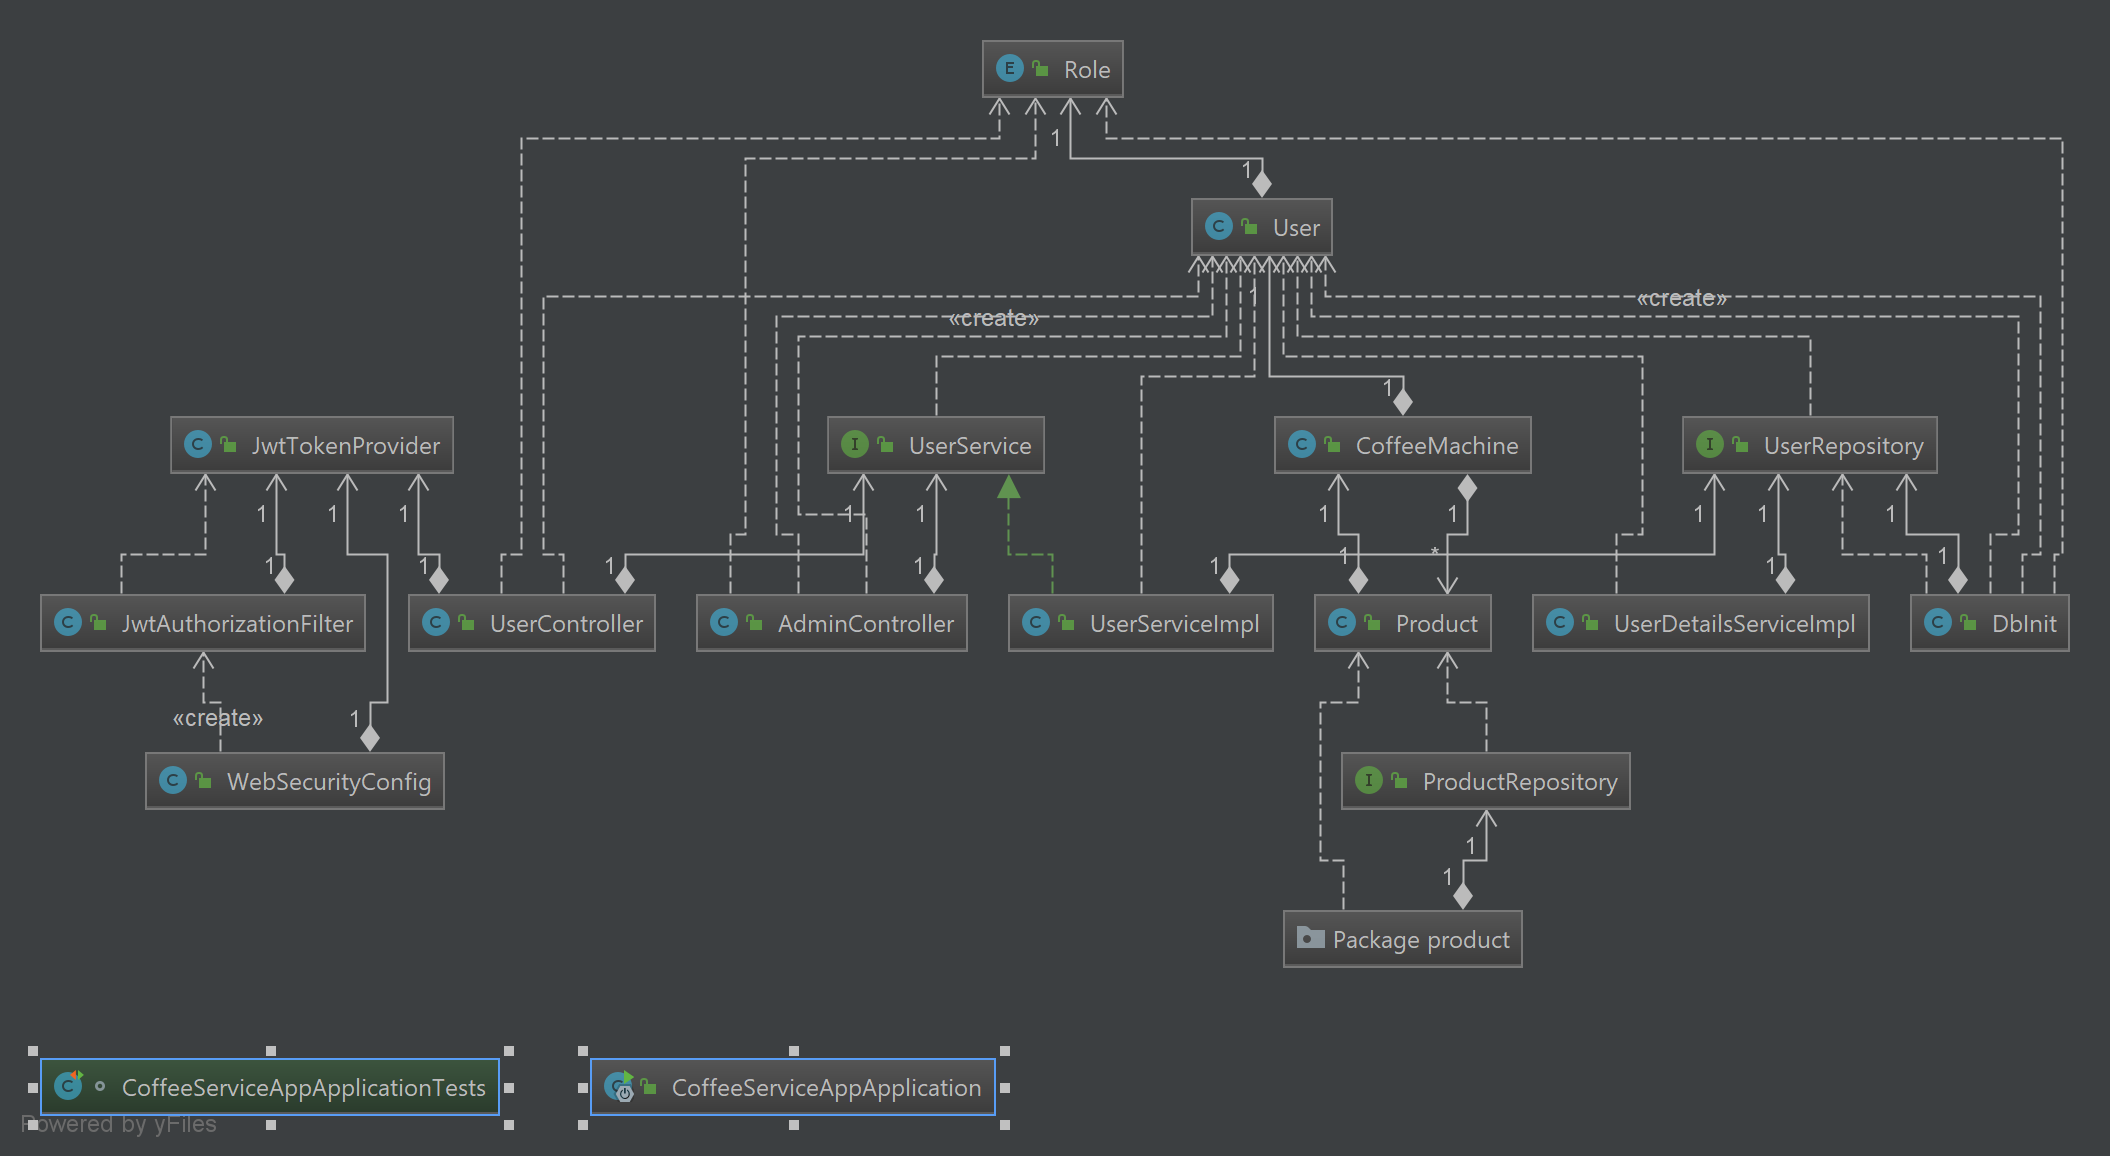 E Role
1
1
C User
1
«create»
«create»
1
C JwtTokenProvider
I UserService
C CoffeeMachine
I UserRepository
1 1 1 1 1 1 1 1 1 1
1 1 1 1 1 1 * 1 1
C JwtAuthorizationFilter
C UserController
C AdminController
C UserServiceImpl
C Product
C UserDetailsServiceImpl
C DbInit
«create»
1
C WebSecurityConfig
I ProductRepository
1
1
Package product
C CoffeeServiceAppApplicationTests
C CoffeeServiceAppApplication
Powered by yFiles